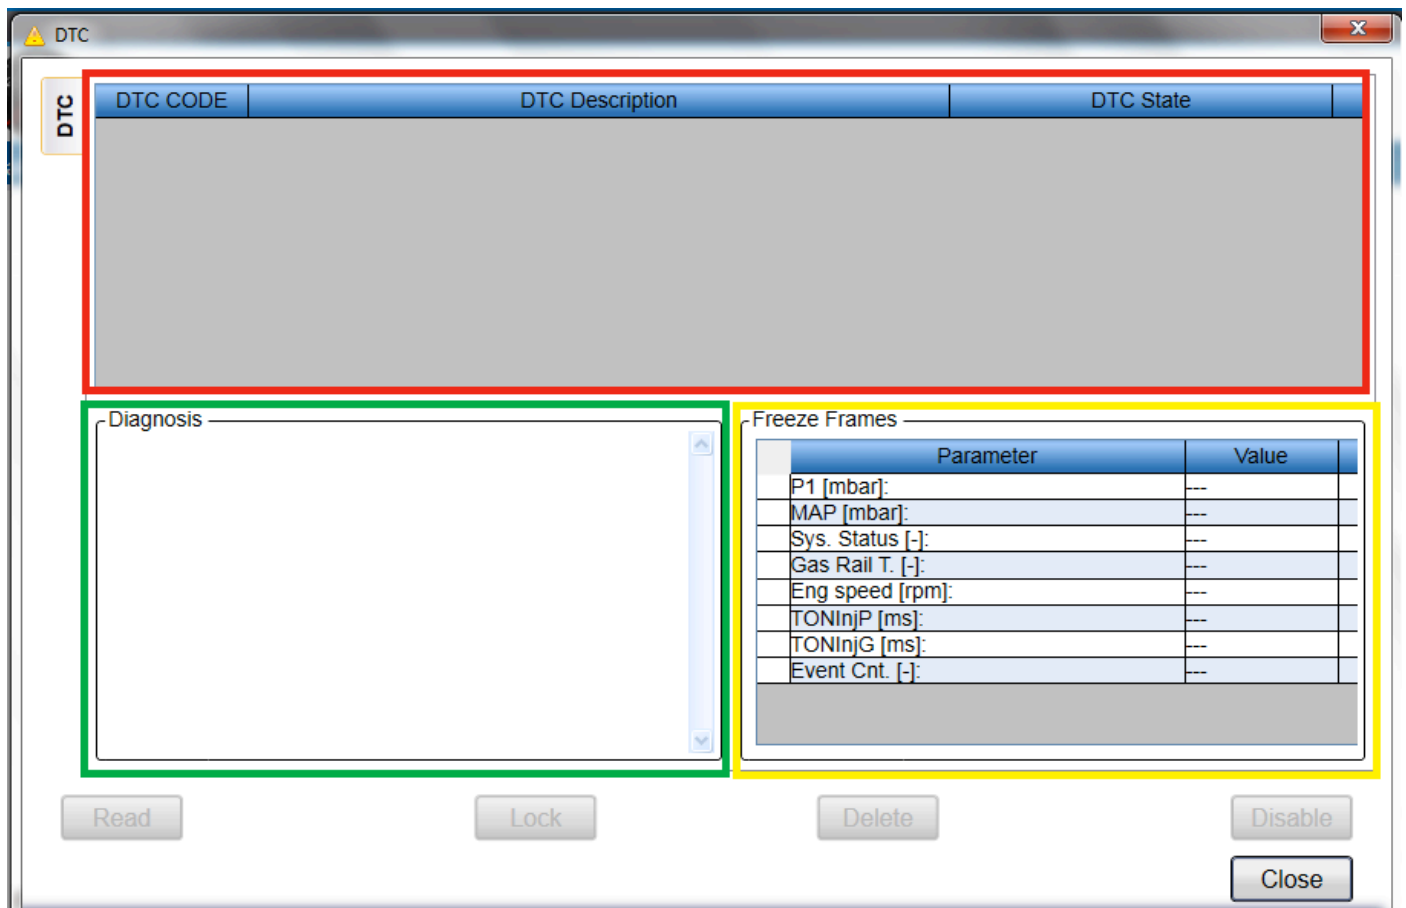 DTC
X
DTC
DTC CODE DTC Description DTC State
Diagnosis
Freeze Frames
Parameter Value
P1 [mbar]: ---
MAP [mbar]: ---
Sys. Status [-]: ---
Gas Rail T. [-]: ---
Eng speed [rpm]: ---
TONInjP [ms]: ---
TONInjG [ms]: ---
Event Cnt. [-]: ---
Read Lock Delete Disable
Close